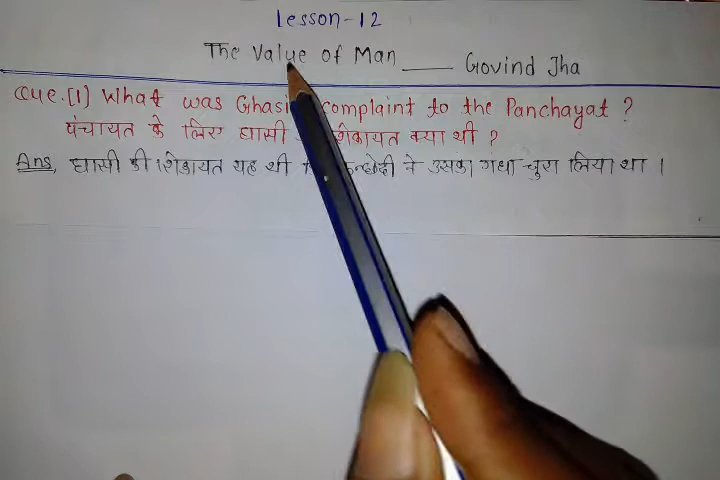 Lesson-12
The Value of Man ___ Govind Jha
Que.[1] What was Ghasi complaint to the Panchayat ?
पंचायत के लिए घासी शिकायत क्या थी ?
Ans, घासी की शिकायत यह थी ने उसका गधा चुरा लिया था ।